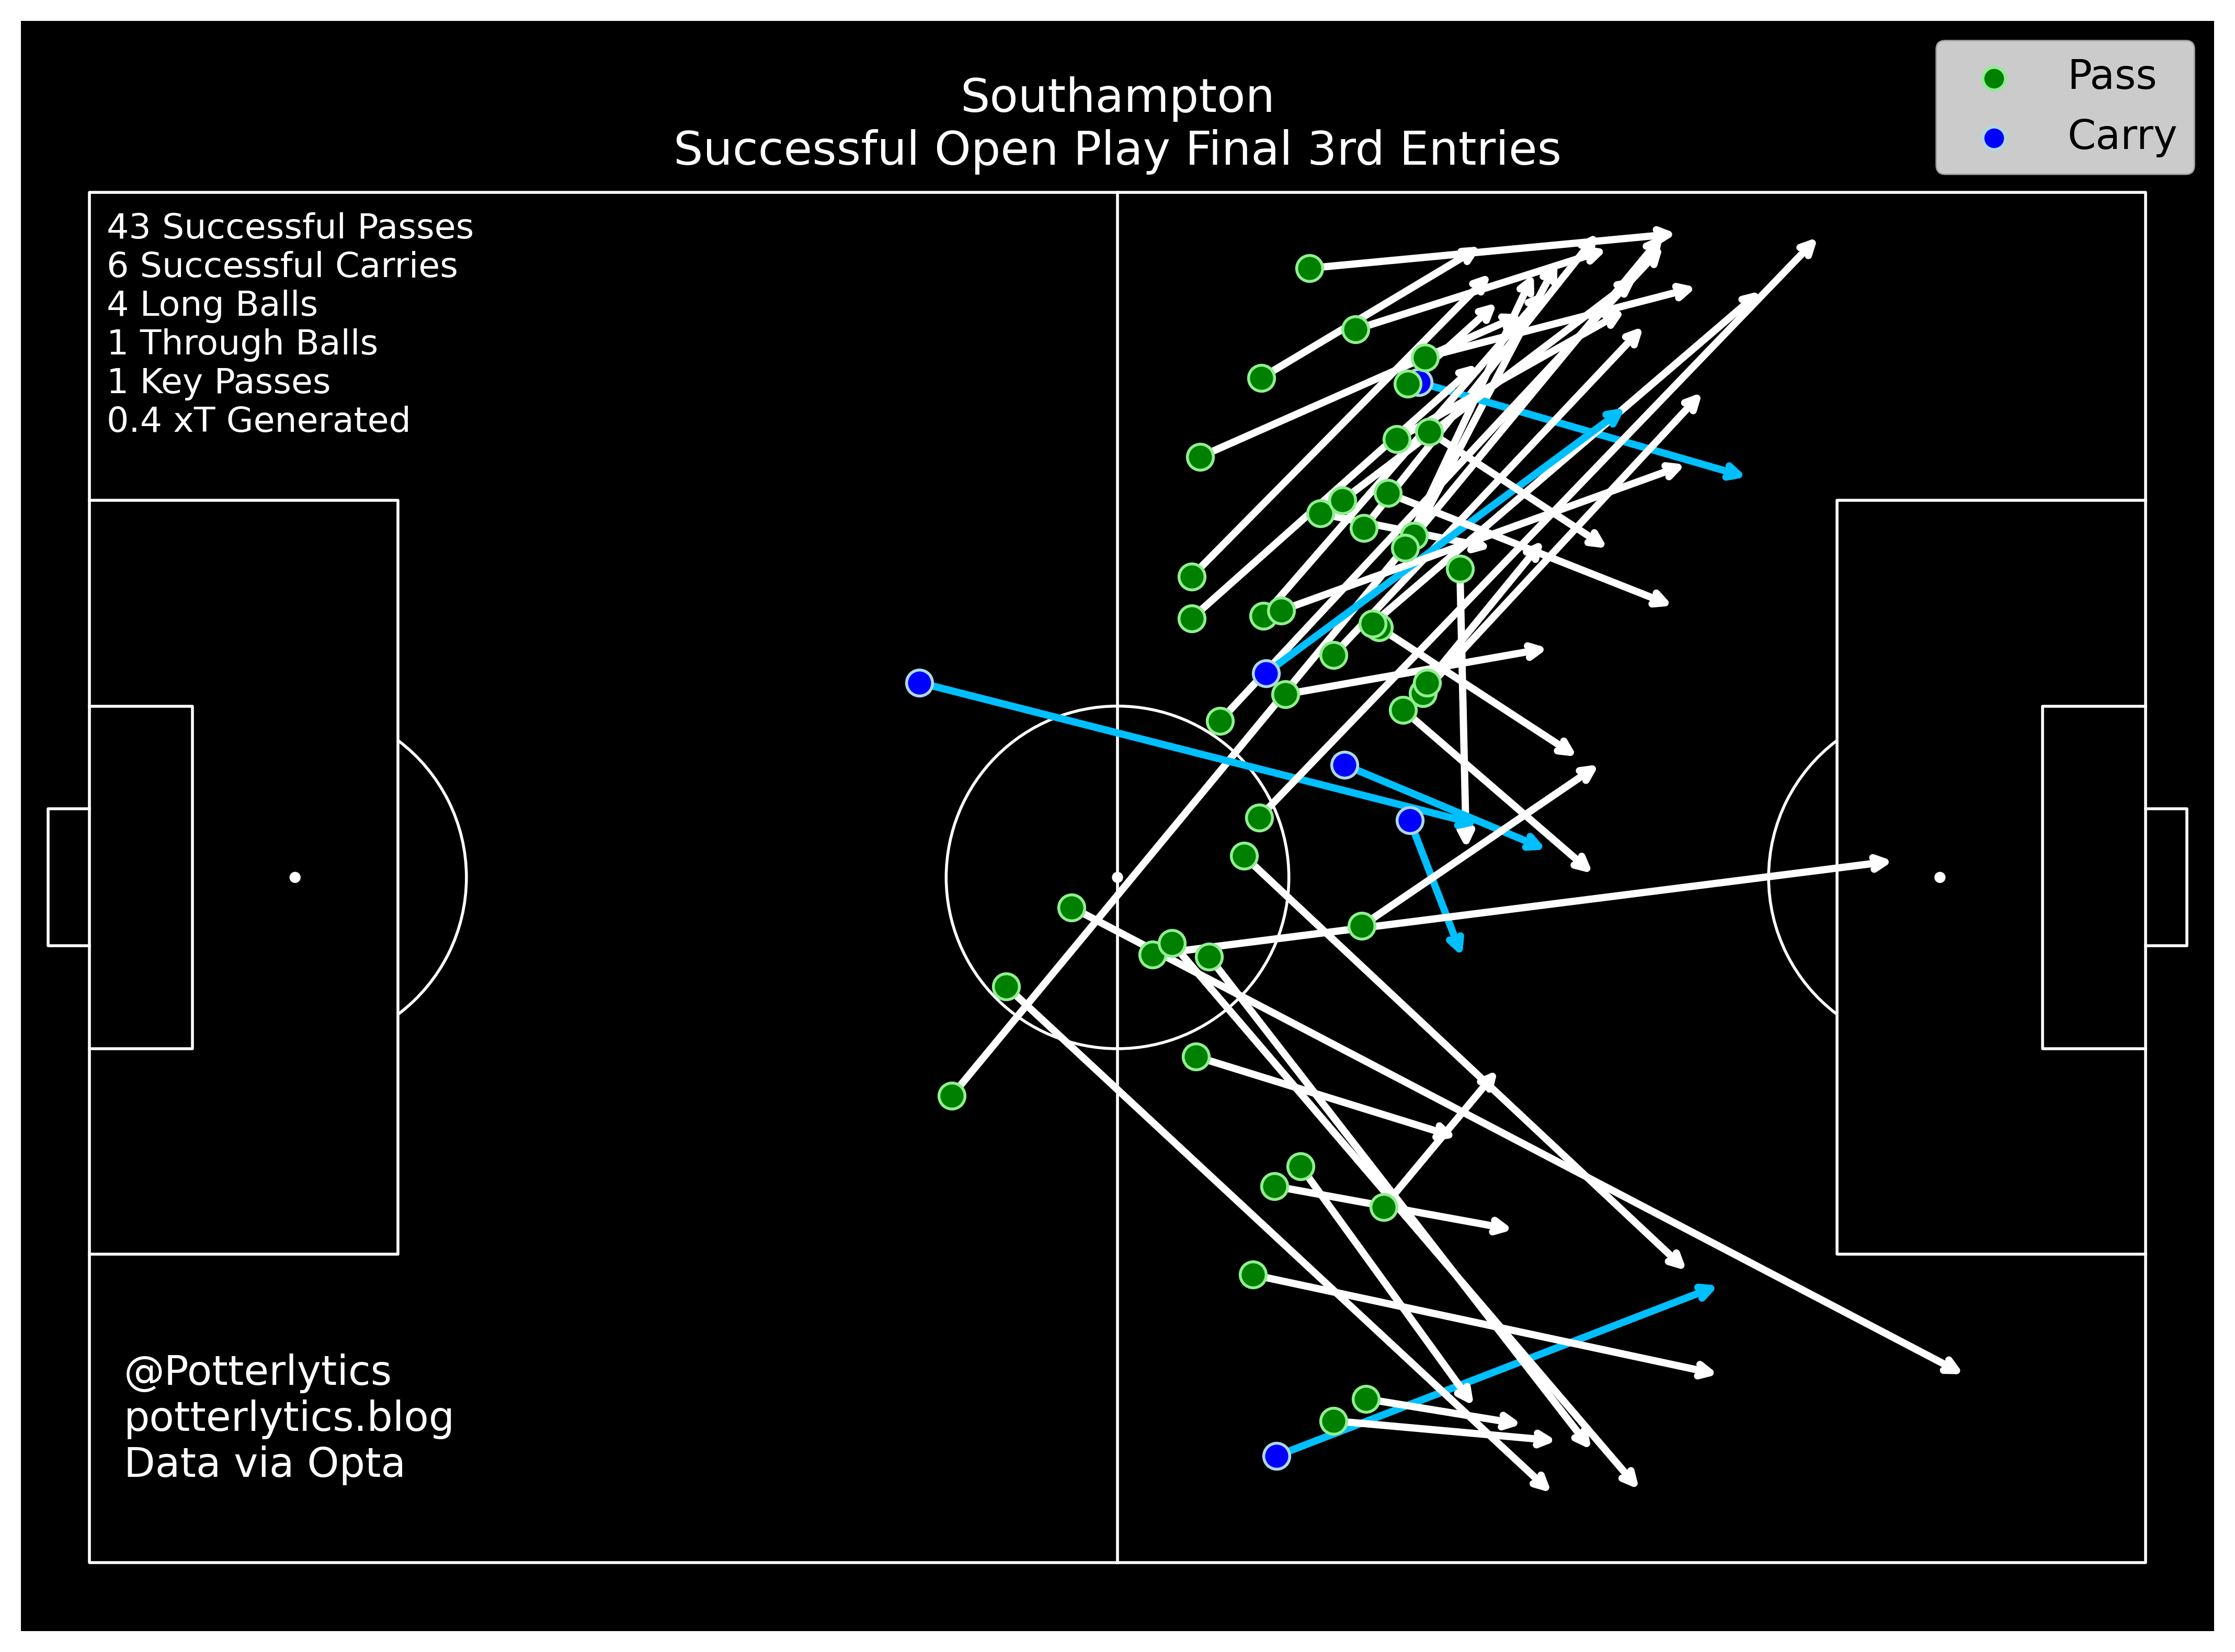 Southampton
Successful Open Play Final 3rd Entries
Pass
Carry
43 Successful Passes
6 Successful Carries
4 Long Balls
1 Through Balls
1 Key Passes
0.4 xT Generated
@Potterlytics
potterlytics.blog
Data via Opta